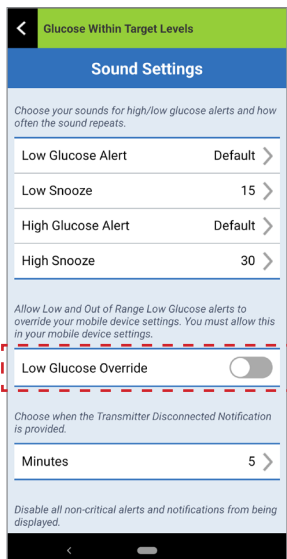 Glucose Within Target Levels
Sound Settings
Choose your sounds for high/low glucose alerts and how
often the sound repeats.
Low Glucose Alert Default
Low Snooze 15
High Glucose Alert Default
High Snooze 30
Allow Low and Out of Range Low Glucose alerts to
override your mobile device settings. You must allow this
in your mobile device settings.
Low Glucose Override
Choose when the Transmitter Disconnected Notification
is provided.
Minutes 5
Disable all non-critical alerts and notifications from being
displayed.